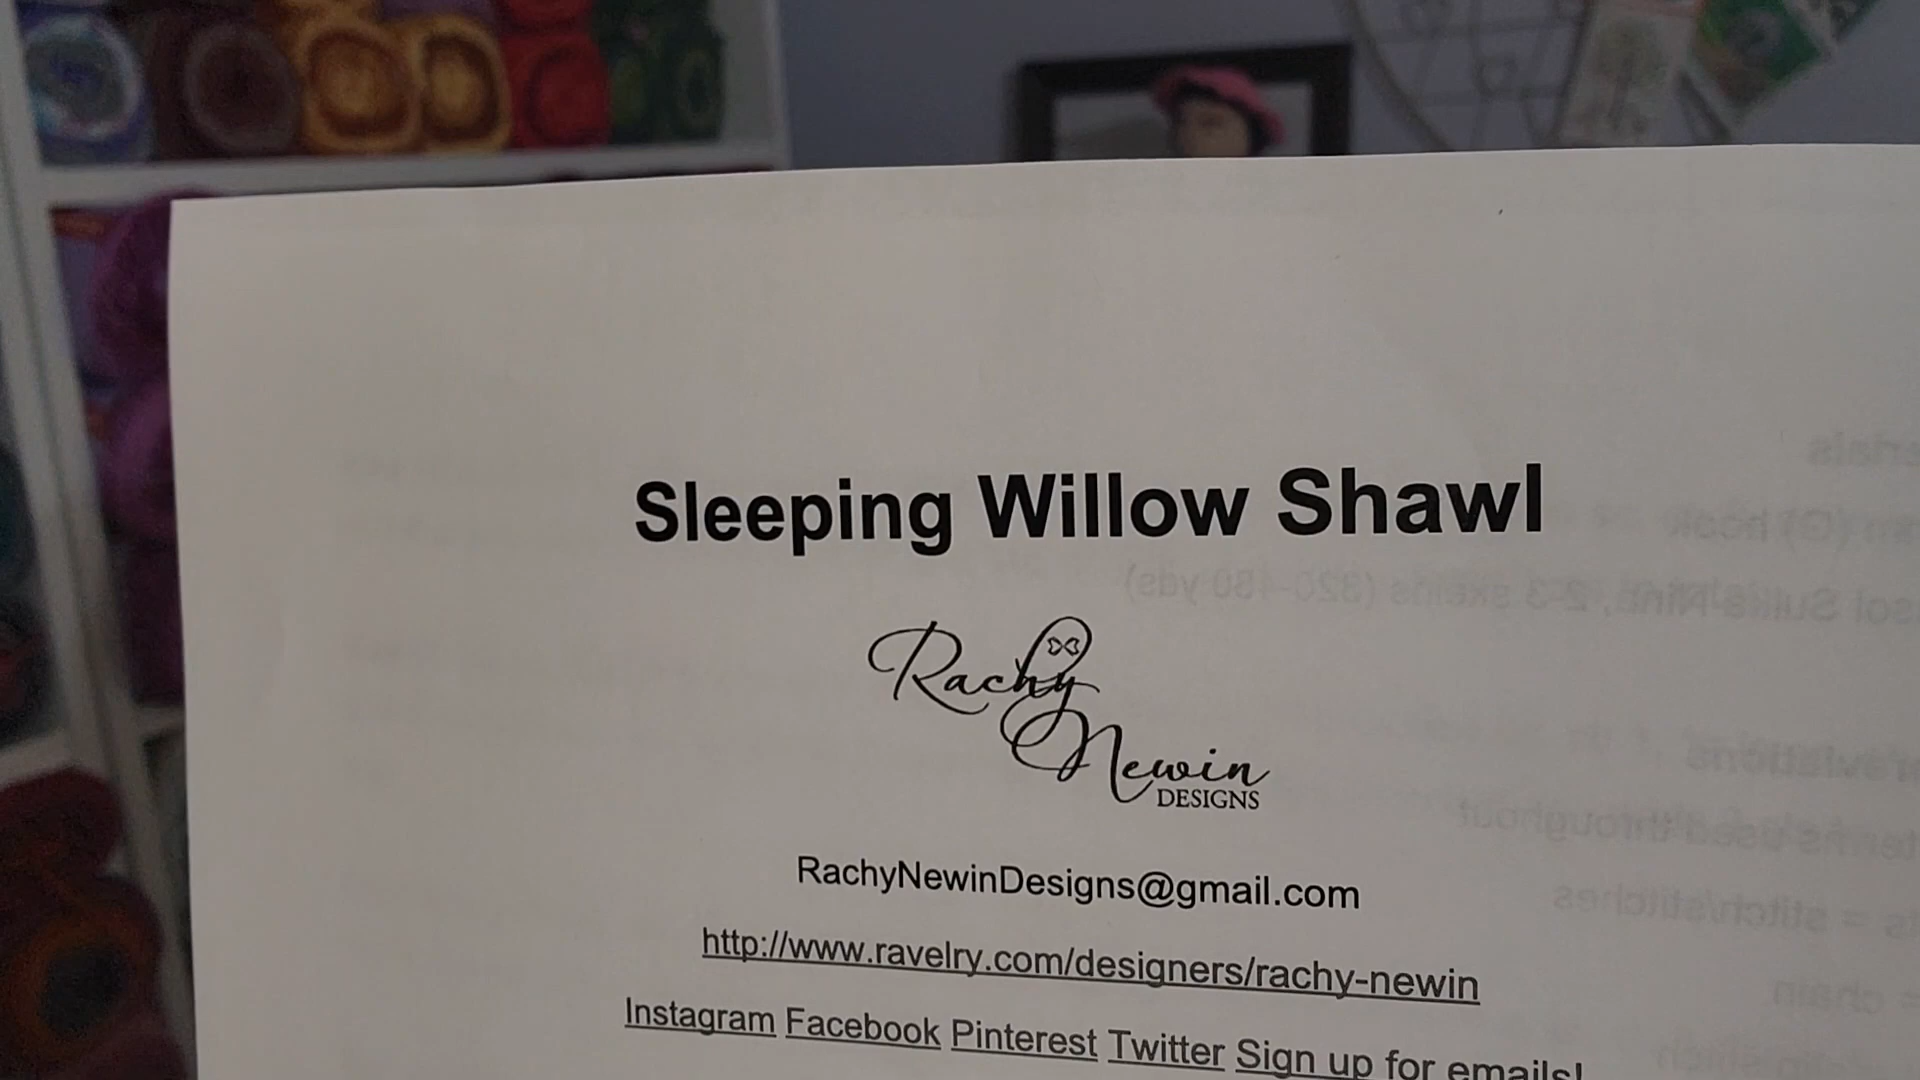 Sleeping Willow Shawl
Rachy
Newin
DESIGNS
RachyNewinDesigns@gmail.com
http://www.ravelry.com/designers/rachy-newin
Instagram Facebook Pinterest Twitter Sign up for emails!